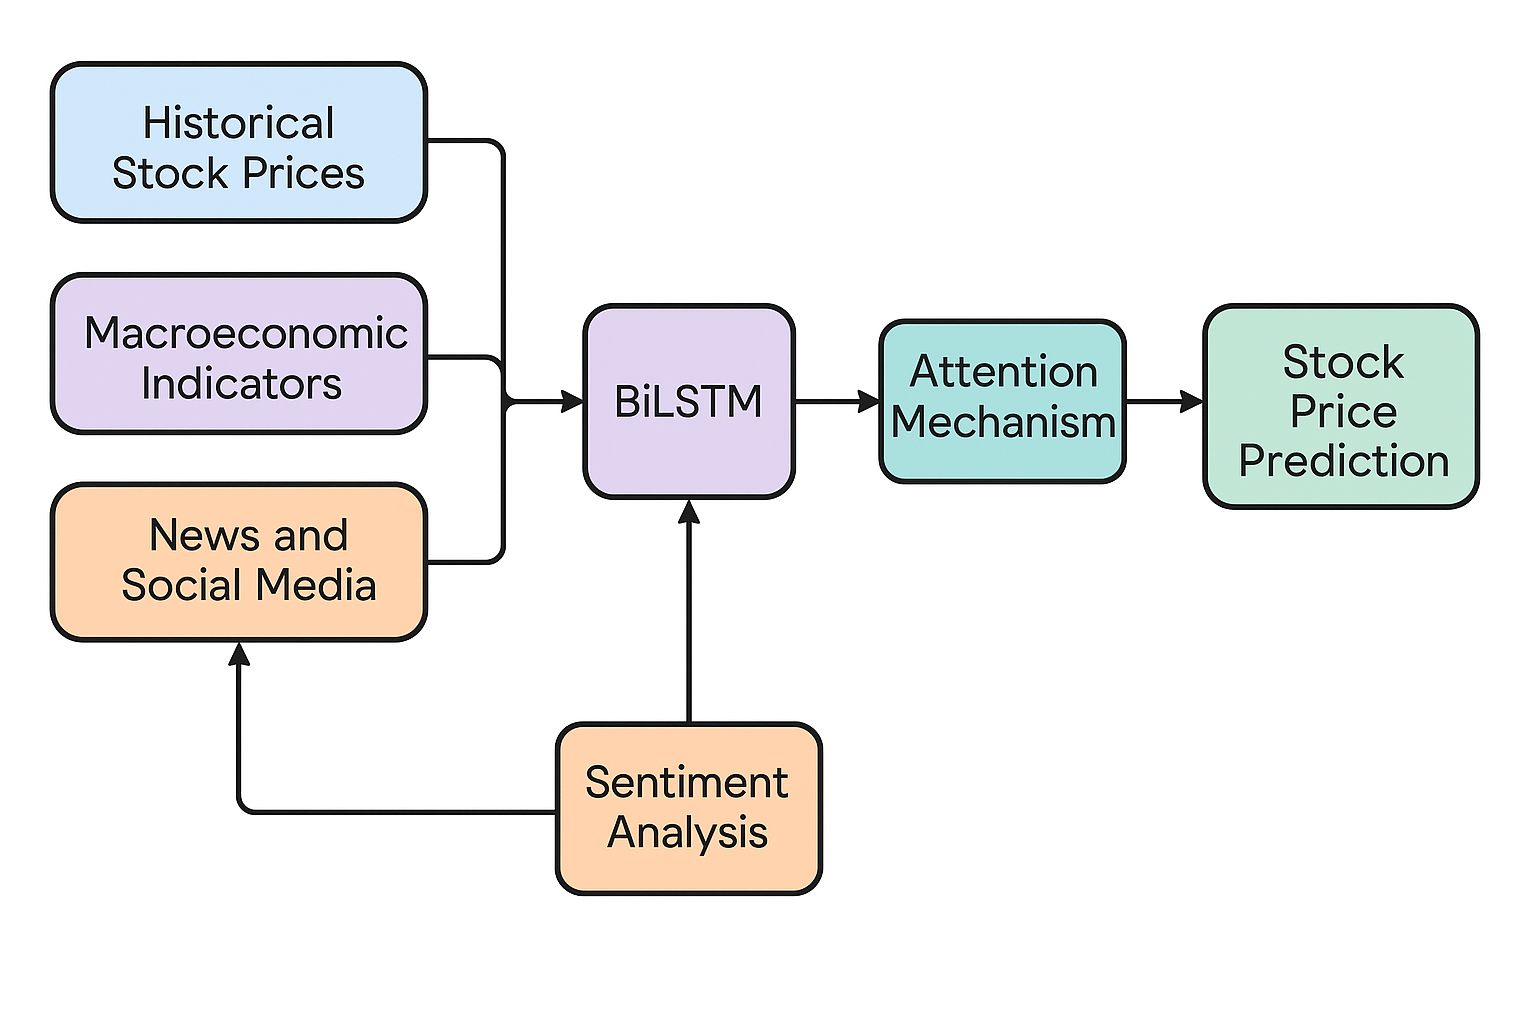 Historical
Stock Prices
Macroeconomic
Indicators
News and
Social Media
BiLSTM
Attention
Mechanism
Stock
Price
Prediction
Sentiment
Analysis